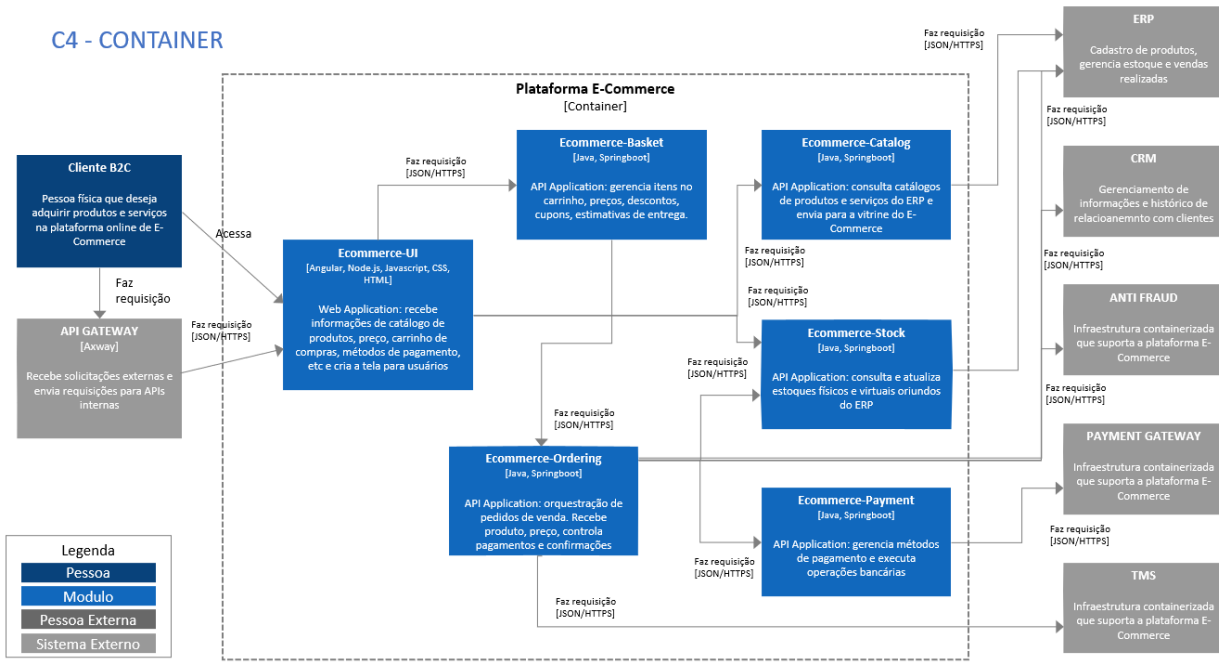 C4 - CONTAINER
Plataforma E-Commerce
[Container]
Cliente B2C
Pessoa física que deseja
adquirir produtos e serviços
na plataforma online de E-
Commerce
Acessa
Faz
requisição
API GATEWAY
[Axway]
Recebe solicitações externas e
envia requisições para APIs
internas
Faz requisição
[JSON/HTTPS]
Ecommerce-UI
[Angular, Node.js, Javascript, CSS,
HTML]
Web Application: recebe
informações de catálogo de
produtos, preço, carrinho de
compras, métodos de pagamento,
etc e cria a tela para usuários
Faz requisição
[JSON/HTTPS]
Ecommerce-Basket
[Java, Springboot]
API Application: gerencia itens no
carrinho, preços, descontos,
cupons, estimativas de entrega.
Ecommerce-Catalog
[Java, Springboot]
API Application: consulta catálogos
de produtos e serviços do ERP e
envia para a vitrine do E-
Commerce
Faz requisição
[JSON/HTTPS]
Faz requisição
[JSON/HTTPS]
Ecommerce-Stock
[Java, Springboot]
API Application: consulta e atualiza
estoques físicos e virtuais oriundos
do ERP
Faz requisição
[JSON/HTTPS]
Faz requisição
[JSON/HTTPS]
Ecommerce-Ordering
[Java, Springboot]
API Application: orquestração de
pedidos de venda. Recebe
produto, preço, controla
pagamentos e confirmações
Ecommerce-Payment
[Java, Springboot]
API Application: gerencia métodos
de pagamento e executa
operações bancárias
Faz requisição
[JSON/HTTPS]
Faz requisição
[JSON/HTTPS]
Faz requisição
[JSON/HTTPS]
ERP
Cadastro de produtos,
gerencia estoque e vendas
realizadas
Faz requisição
[JSON/HTTPS]
CRM
Gerenciamento de
informações e histórico de
relacioanemnto com clientes
Faz requisição
[JSON/HTTPS]
ANTI FRAUD
Infraestrutura containerizada
que suporta a plataforma E-
Commerce
Faz requisição
[JSON/HTTPS]
PAYMENT GATEWAY
Infraestrutura containerizada
que suporta a plataforma E-
Commerce
Faz requisição
[JSON/HTTPS]
TMS
Infraestrutura containerizada
que suporta a plataforma E-
Commerce
Legenda
Pessoa
Modulo
Pessoa Externa
Sistema Externo